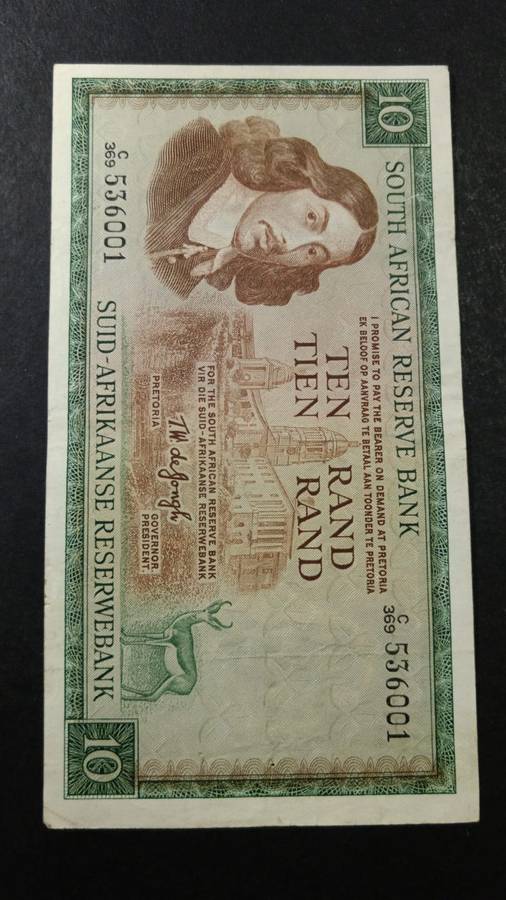 10
SOUTH AFRICAN RESERVE BANK
I PROMISE TO PAY THE BEARER ON DEMAND AT PRETORIA
EK BELOOF OP AANVRAAG TE BETAAL AAN TOONDER TE PRETORIA
C
369 536001
TEN RAND
TIEN RAND
FOR THE SOUTH AFRICAN RESERVE BANK
VIR DIE SUID-AFRIKAANSE RESERWEBANK
T.W. de Jongh
PRETORIA
GOVERNOR.
PRESIDENT.
C
369 536001
SUID-AFRIKAANSE RESERWEBANK
10